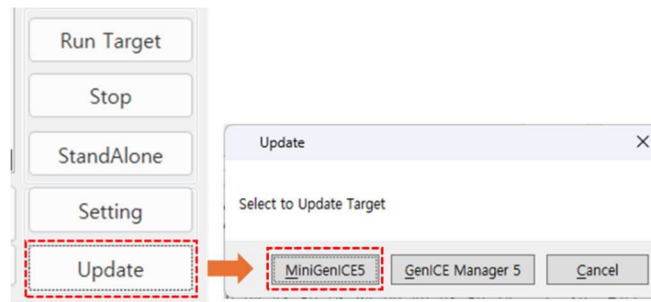 Run Target
Stop
StandAlone
Setting
Update
Update
Select to Update Target
MiniGenICE5
GenICE Manager 5
Cancel